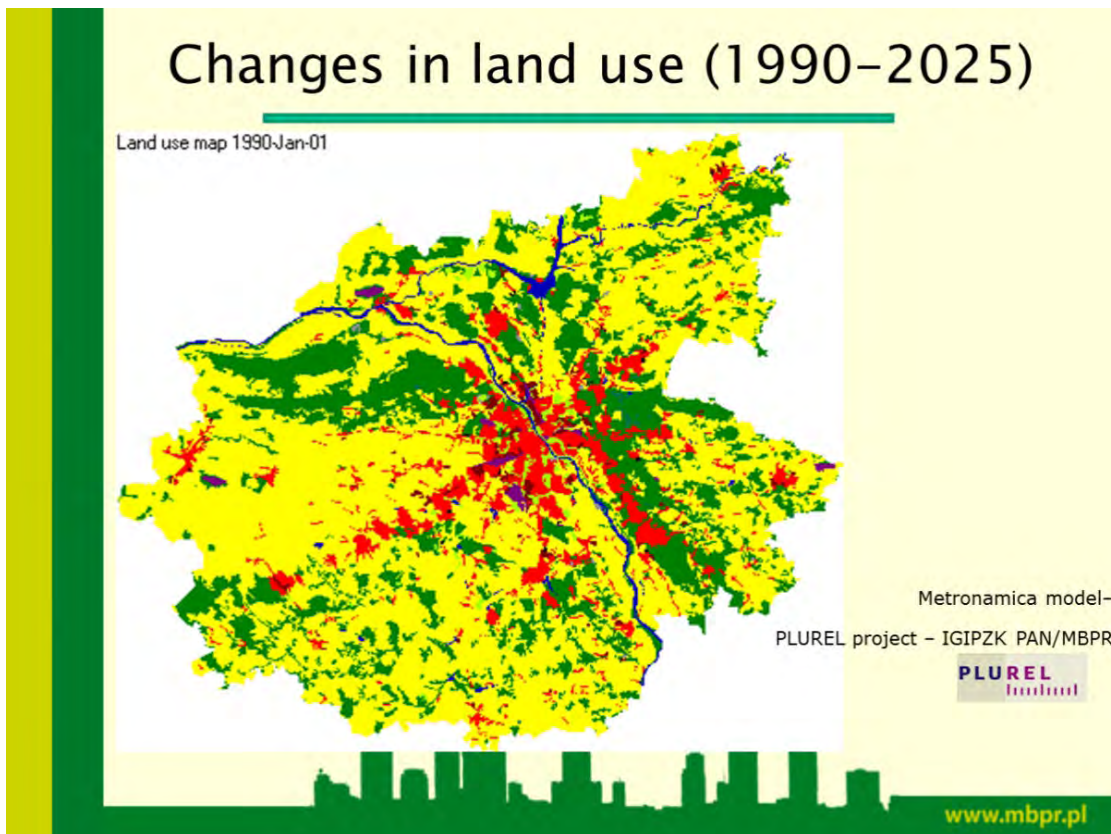 Changes in land use (1990-2025)
Land use map 1990-Jan-01
Metronamica model-
PLUREL project – IGIPZK PAN/MBPR
PLUREL
www.mbpr.pl